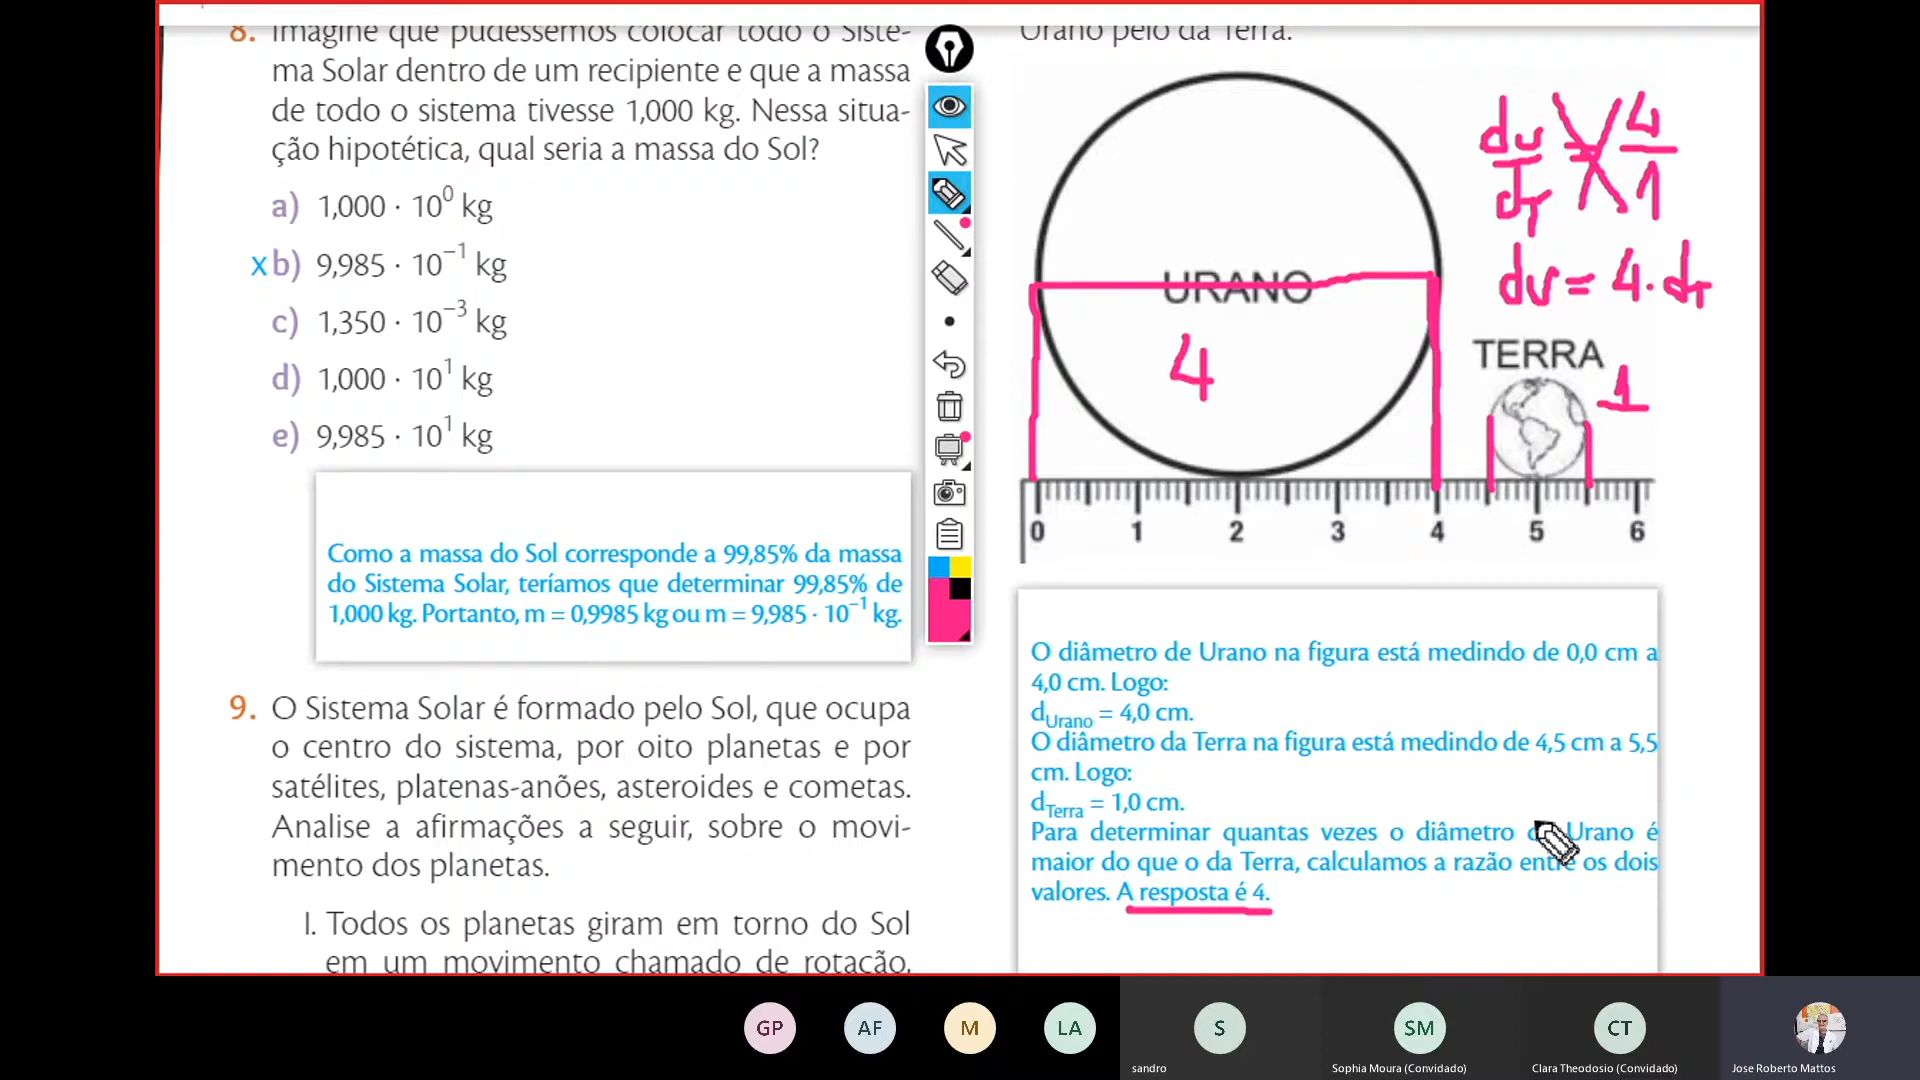 8. Imagine que pudéssemos colocar todo o Siste-
ma Solar dentro de um recipiente e que a massa
de todo o sistema tivesse 1,000 kg. Nessa situa-
ção hipotética, qual seria a massa do Sol?
a) 1,000 · 10⁰ kg
x b) 9,985 · 10⁻¹ kg
c) 1,350 · 10⁻³ kg
d) 1,000 · 10¹ kg
e) 9,985 · 10¹ kg
Como a massa do Sol corresponde a 99,85% da massa
do Sistema Solar, teríamos que determinar 99,85% de
1,000 kg. Portanto, m = 0,9985 kg ou m = 9,985 · 10⁻¹ kg.
9. O Sistema Solar é formado pelo Sol, que ocupa
o centro do sistema, por oito planetas e por
satélites, platenas-anões, asteroides e cometas.
Analise a afirmações a seguir, sobre o movi-
mento dos planetas.
I. Todos os planetas giram em torno do Sol
em um movimento chamado de rotação,
Urano pelo da Terra.
du/dT = 4/1
du = 4 . dT
URANO
4
TERRA
1
0 1 2 3 4 5 6
O diâmetro de Urano na figura está medindo de 0,0 cm a
4,0 cm. Logo:
dUrano = 4,0 cm.
O diâmetro da Terra na figura está medindo de 4,5 cm a 5,5
cm. Logo:
dTerra = 1,0 cm.
Para determinar quantas vezes o diâmetro de Urano é
maior do que o da Terra, calculamos a razão entre os dois
valores. A resposta é 4.
GP AF M LA S SM CT
sandro Sophia Moura (Convidado) Clara Theodosio (Convidado) Jose Roberto Mattos